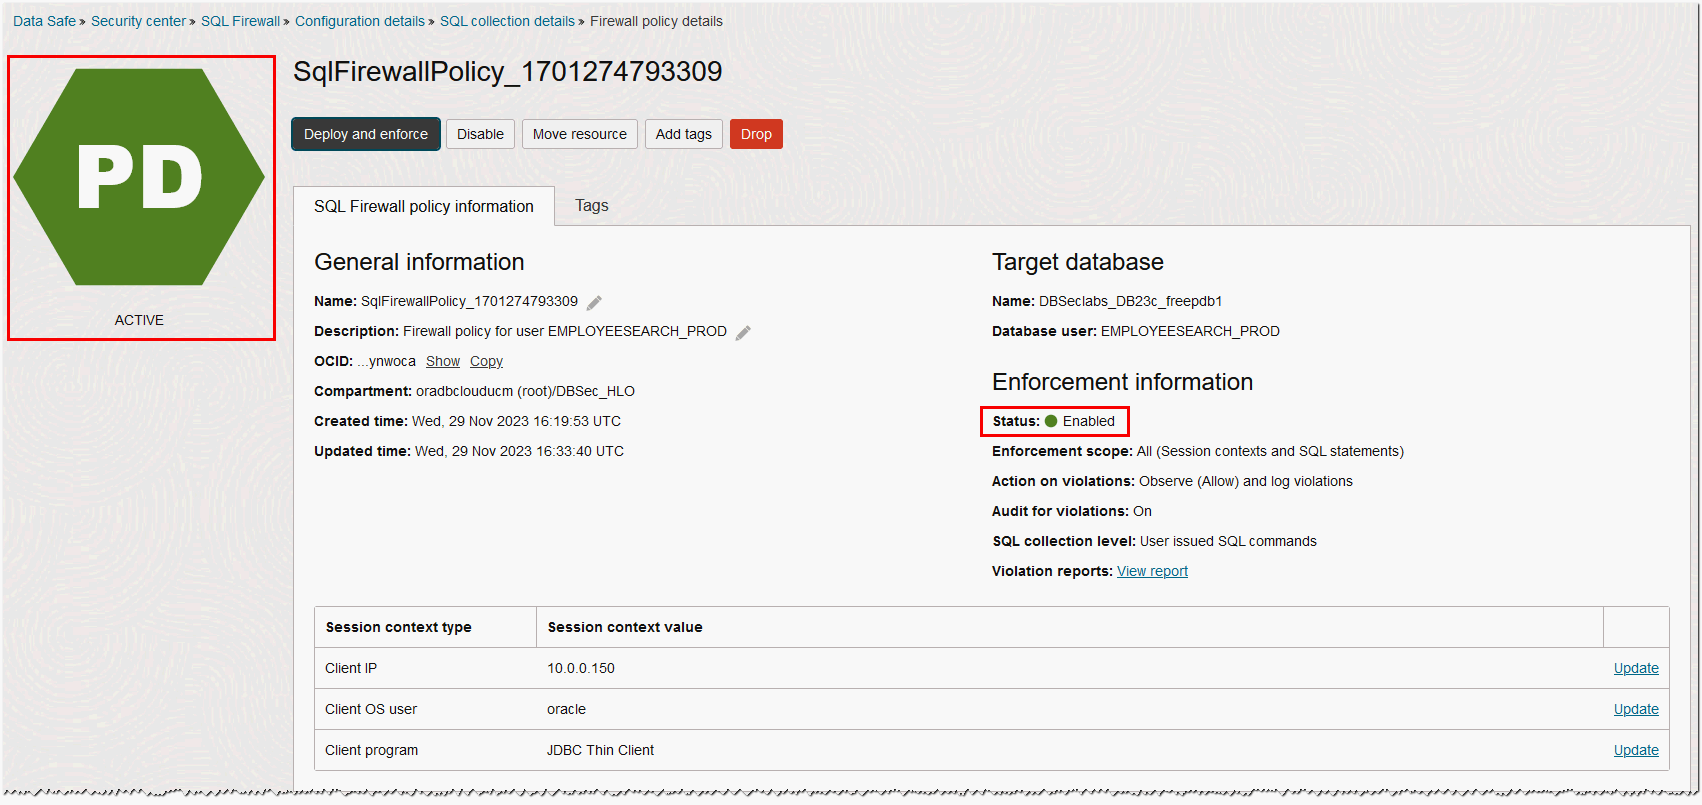 Data Safe » Security center » SQL Firewall » Configuration details » SQL collection details » Firewall policy details
PD
ACTIVE
SqlFirewallPolicy_1701274793309
Deploy and enforce Disable Move resource Add tags Drop
SQL Firewall policy information Tags
General information
Name: SqlFirewallPolicy_1701274793309
Description: Firewall policy for user EMPLOYEESEARCH_PROD
OCID: ...ynwoca Show Copy
Compartment: oradbclouducm (root)/DBSec_HLO
Created time: Wed, 29 Nov 2023 16:19:53 UTC
Updated time: Wed, 29 Nov 2023 16:33:40 UTC
Target database
Name: DBSeclabs_DB23c_freepdb1
Database user: EMPLOYEESEARCH_PROD
Enforcement information
Status: Enabled
Enforcement scope: All (Session contexts and SQL statements)
Action on violations: Observe (Allow) and log violations
Audit for violations: On
SQL collection level: User issued SQL commands
Violation reports: View report
Session context type Session context value
Client IP 10.0.0.150 Update
Client OS user oracle Update
Client program JDBC Thin Client Update